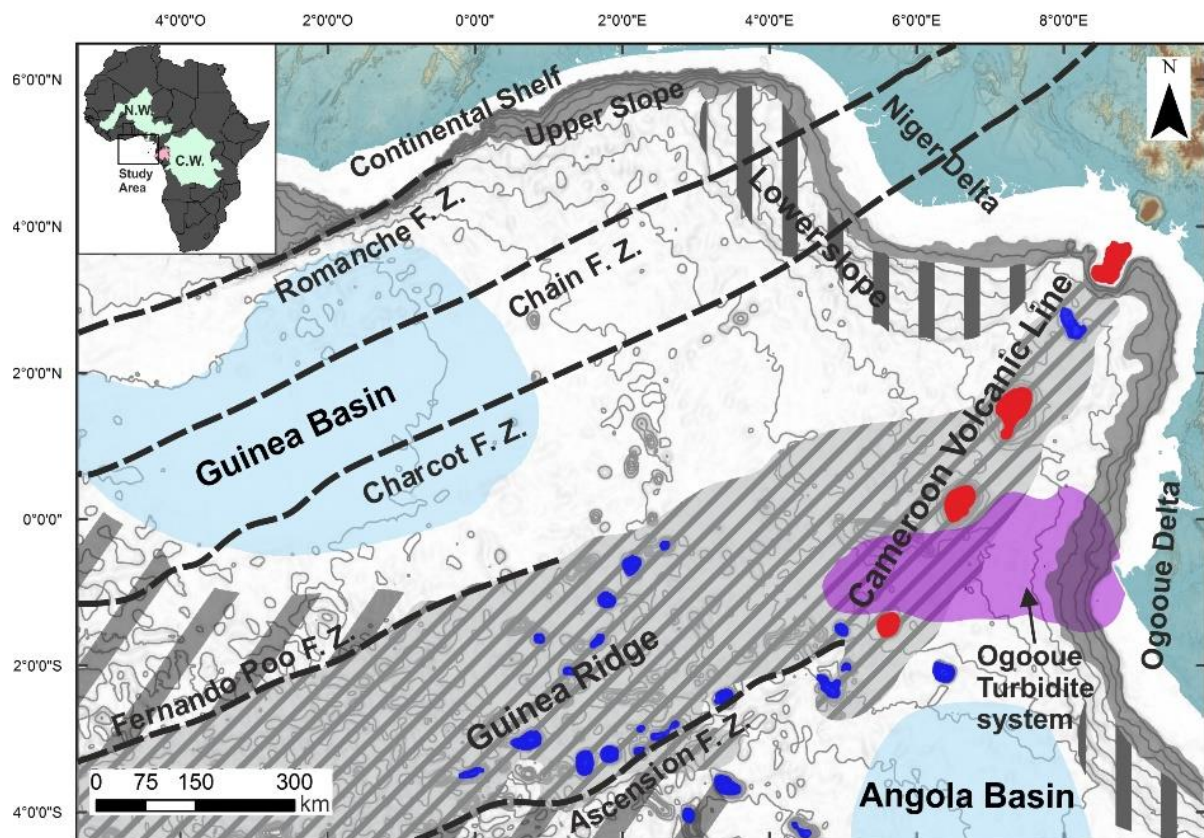 4°0'0" 2°0'0" 0°0'0" 2°0'0" 4°0'0" 6°0'0" 8°0'0"
6°0'0"N
4°0'0"N
2°0'0"N
0°0'0"
2°0'0"S
4°0'0"S
N.W.
C.W.
Study
Area
N
Continental Shelf
Upper Slope
Niger Delta
Romanche F. Z.
Lower slope
Chain F. Z.
Guinea Basin
Charcot F. Z.
Cameroon Volcanic Line
Ogooue Delta
Fernando Poo F. Z.
Guinea Ridge
Ascension F. Z.
Ogooue
Turbidite
system
Angola Basin
0 75 150 300
km